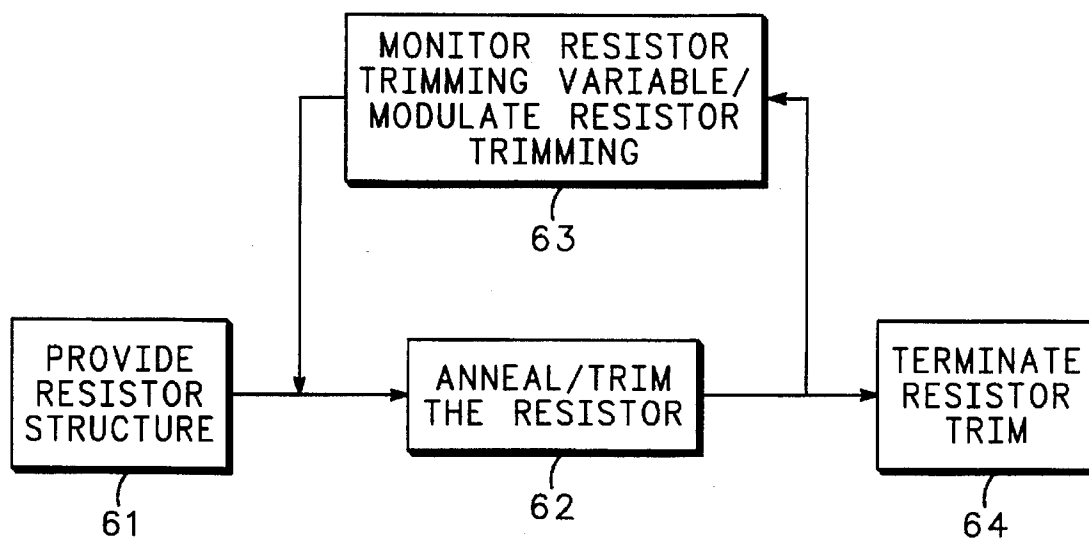 MONITOR RESISTOR
TRIMMING VARIABLE/
MODULATE RESISTOR
TRIMMING
63
PROVIDE
RESISTOR
STRUCTURE
61
ANNEAL/TRIM
THE RESISTOR
62
TERMINATE
RESISTOR
TRIM
64